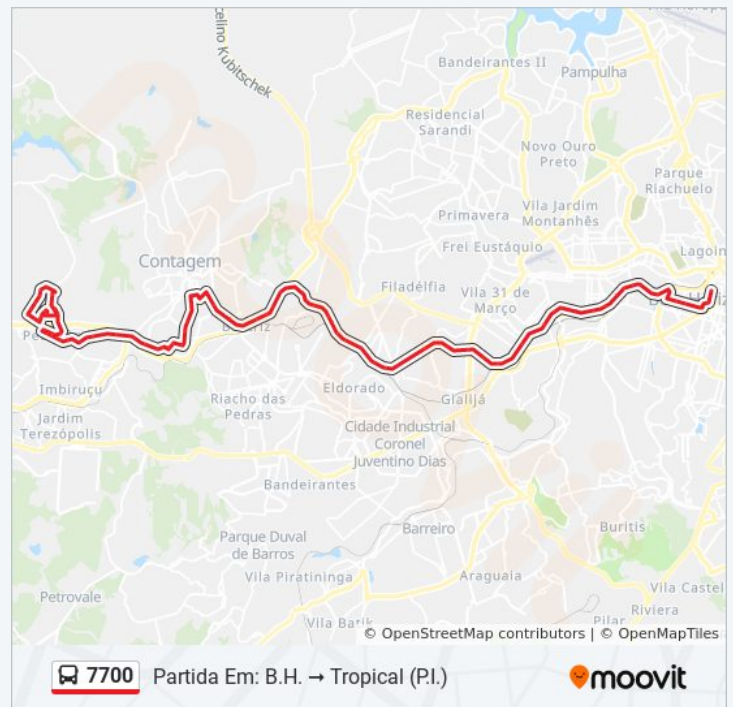 celino Kubitschek
Bandeirantes II
Pampulha
Residencial
Sarandi
Novo Ouro
Preto
Parque
Riachuelo
Vila Jardim
Montanhês
Primavera
Frei Eustáquio
Lagoin
Contagem
Filadélfia
Vila 31 de
Março
Imbiruçu
Eldorado
Riacho das
Pedras
Jardim
Terezópolis
Cidade Industrial
Coronel
Juventino Dias
Bandeirantes
Buritis
Barreiro
Parque Duval
de Barros
Vila Piratininga
Araguaia
Vila Castel
Petrovale
Riviera
Vila Batik
Pilar
© OpenStreetMap contributors | © OpenMapTiles
7700 Partida Em: B.H. → Tropical (P.I.)
moovit